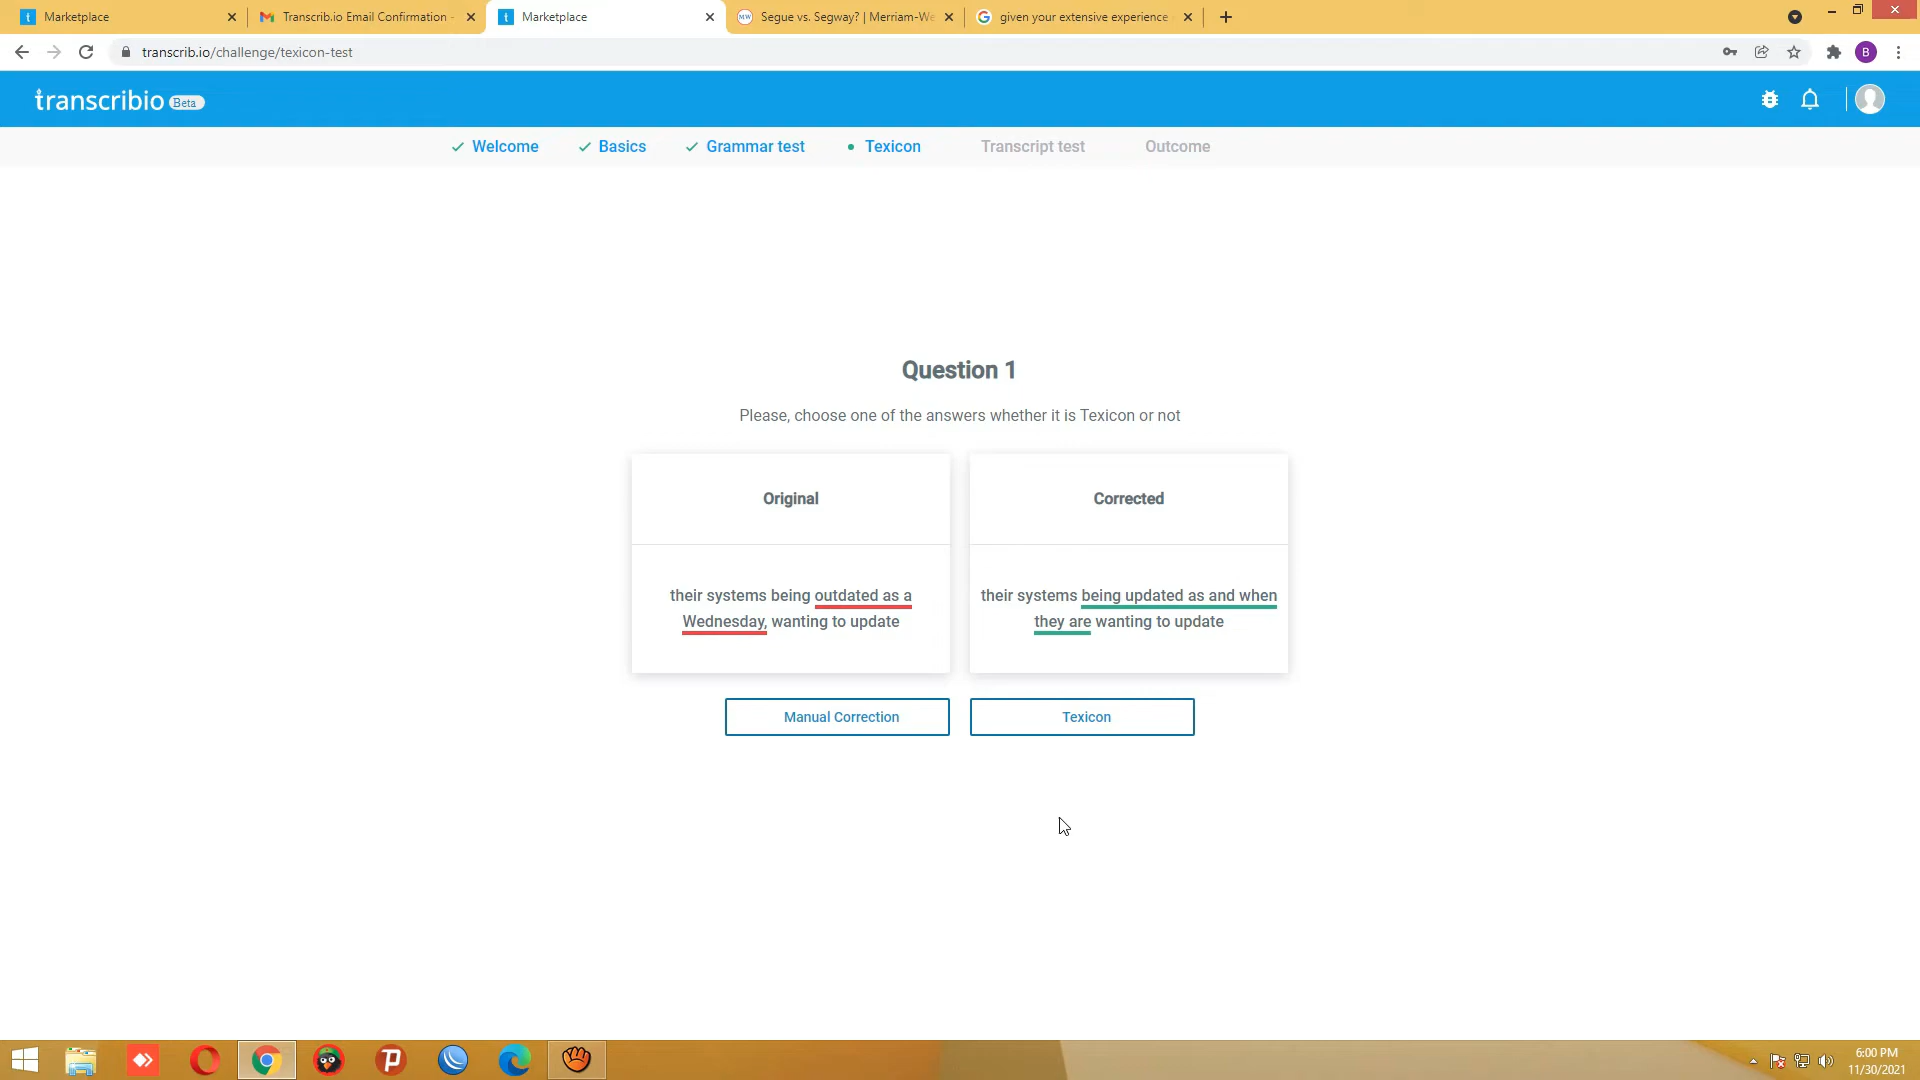 Marketplace
Transcrib.io Email Confirmation -
Marketplace
Segue vs. Segway? | Merriam-We
given your extensive experience
transcrib.io/challenge/texicon-test
B
transcribio Beta
Welcome
Basics
Grammar test
Texicon
Transcript test
Outcome
Question 1
Please, choose one of the answers whether it is Texicon or not
Original
Corrected
their systems being outdated as a
Wednesday, wanting to update
their systems being updated as and when
they are wanting to update
Manual Correction
Texicon
6:00 PM
11/30/2021